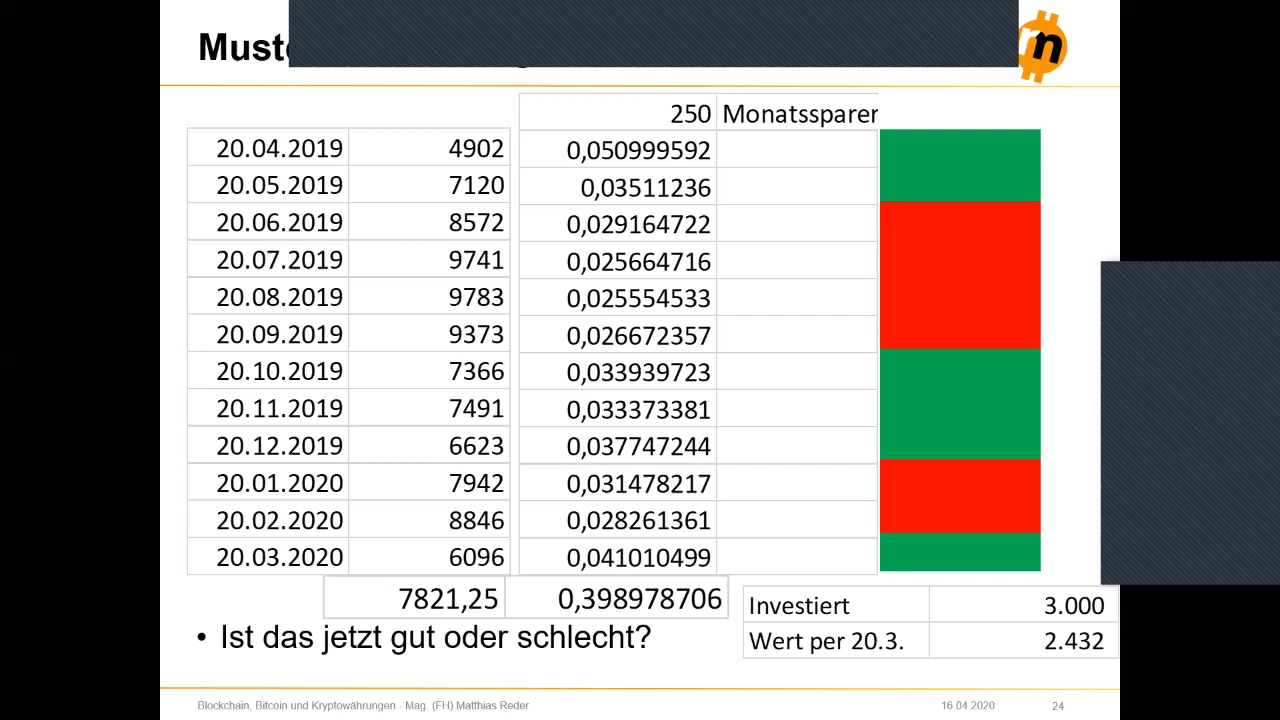 250 Monatssparer
20.04.2019 4902 0,050999592
20.05.2019 7120 0,03511236
20.06.2019 8572 0,029164722
20.07.2019 9741 0,025664716
20.08.2019 9783 0,025554533
20.09.2019 9373 0,026672357
20.10.2019 7366 0,033939723
20.11.2019 7491 0,033373381
20.12.2019 6623 0,037747244
20.01.2020 7942 0,031478217
20.02.2020 8846 0,028261361
20.03.2020 6096 0,041010499
7821,25 0,398978706
Investiert 3.000
• Ist das jetzt gut oder schlecht?
Wert per 20.3. 2.432
Blockchain, Bitcoin und Kryptowährungen - Mag. (FH) Matthias Reder 16.04.2020 24